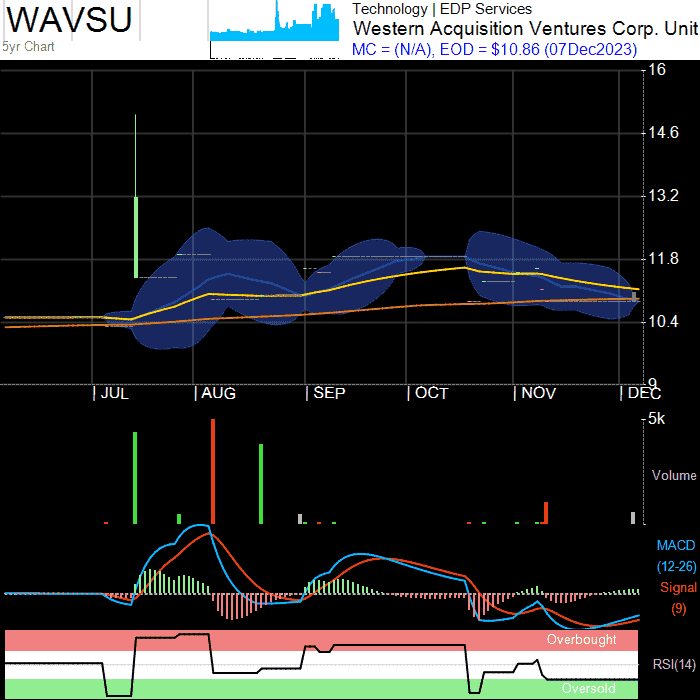 WAVSU
5yr Chart
Technology | EDP Services
Western Acquisition Ventures Corp. Unit
MC = (N/A), EOD = $10.86 (07Dec2023)
16
14.6
13.2
11.8
10.4
9
JUL
AUG
SEP
OCT
NOV
DEC
5k
Volume
MACD
(12-26)
Signal
(9)
Overbought
RSI(14)
Oversold